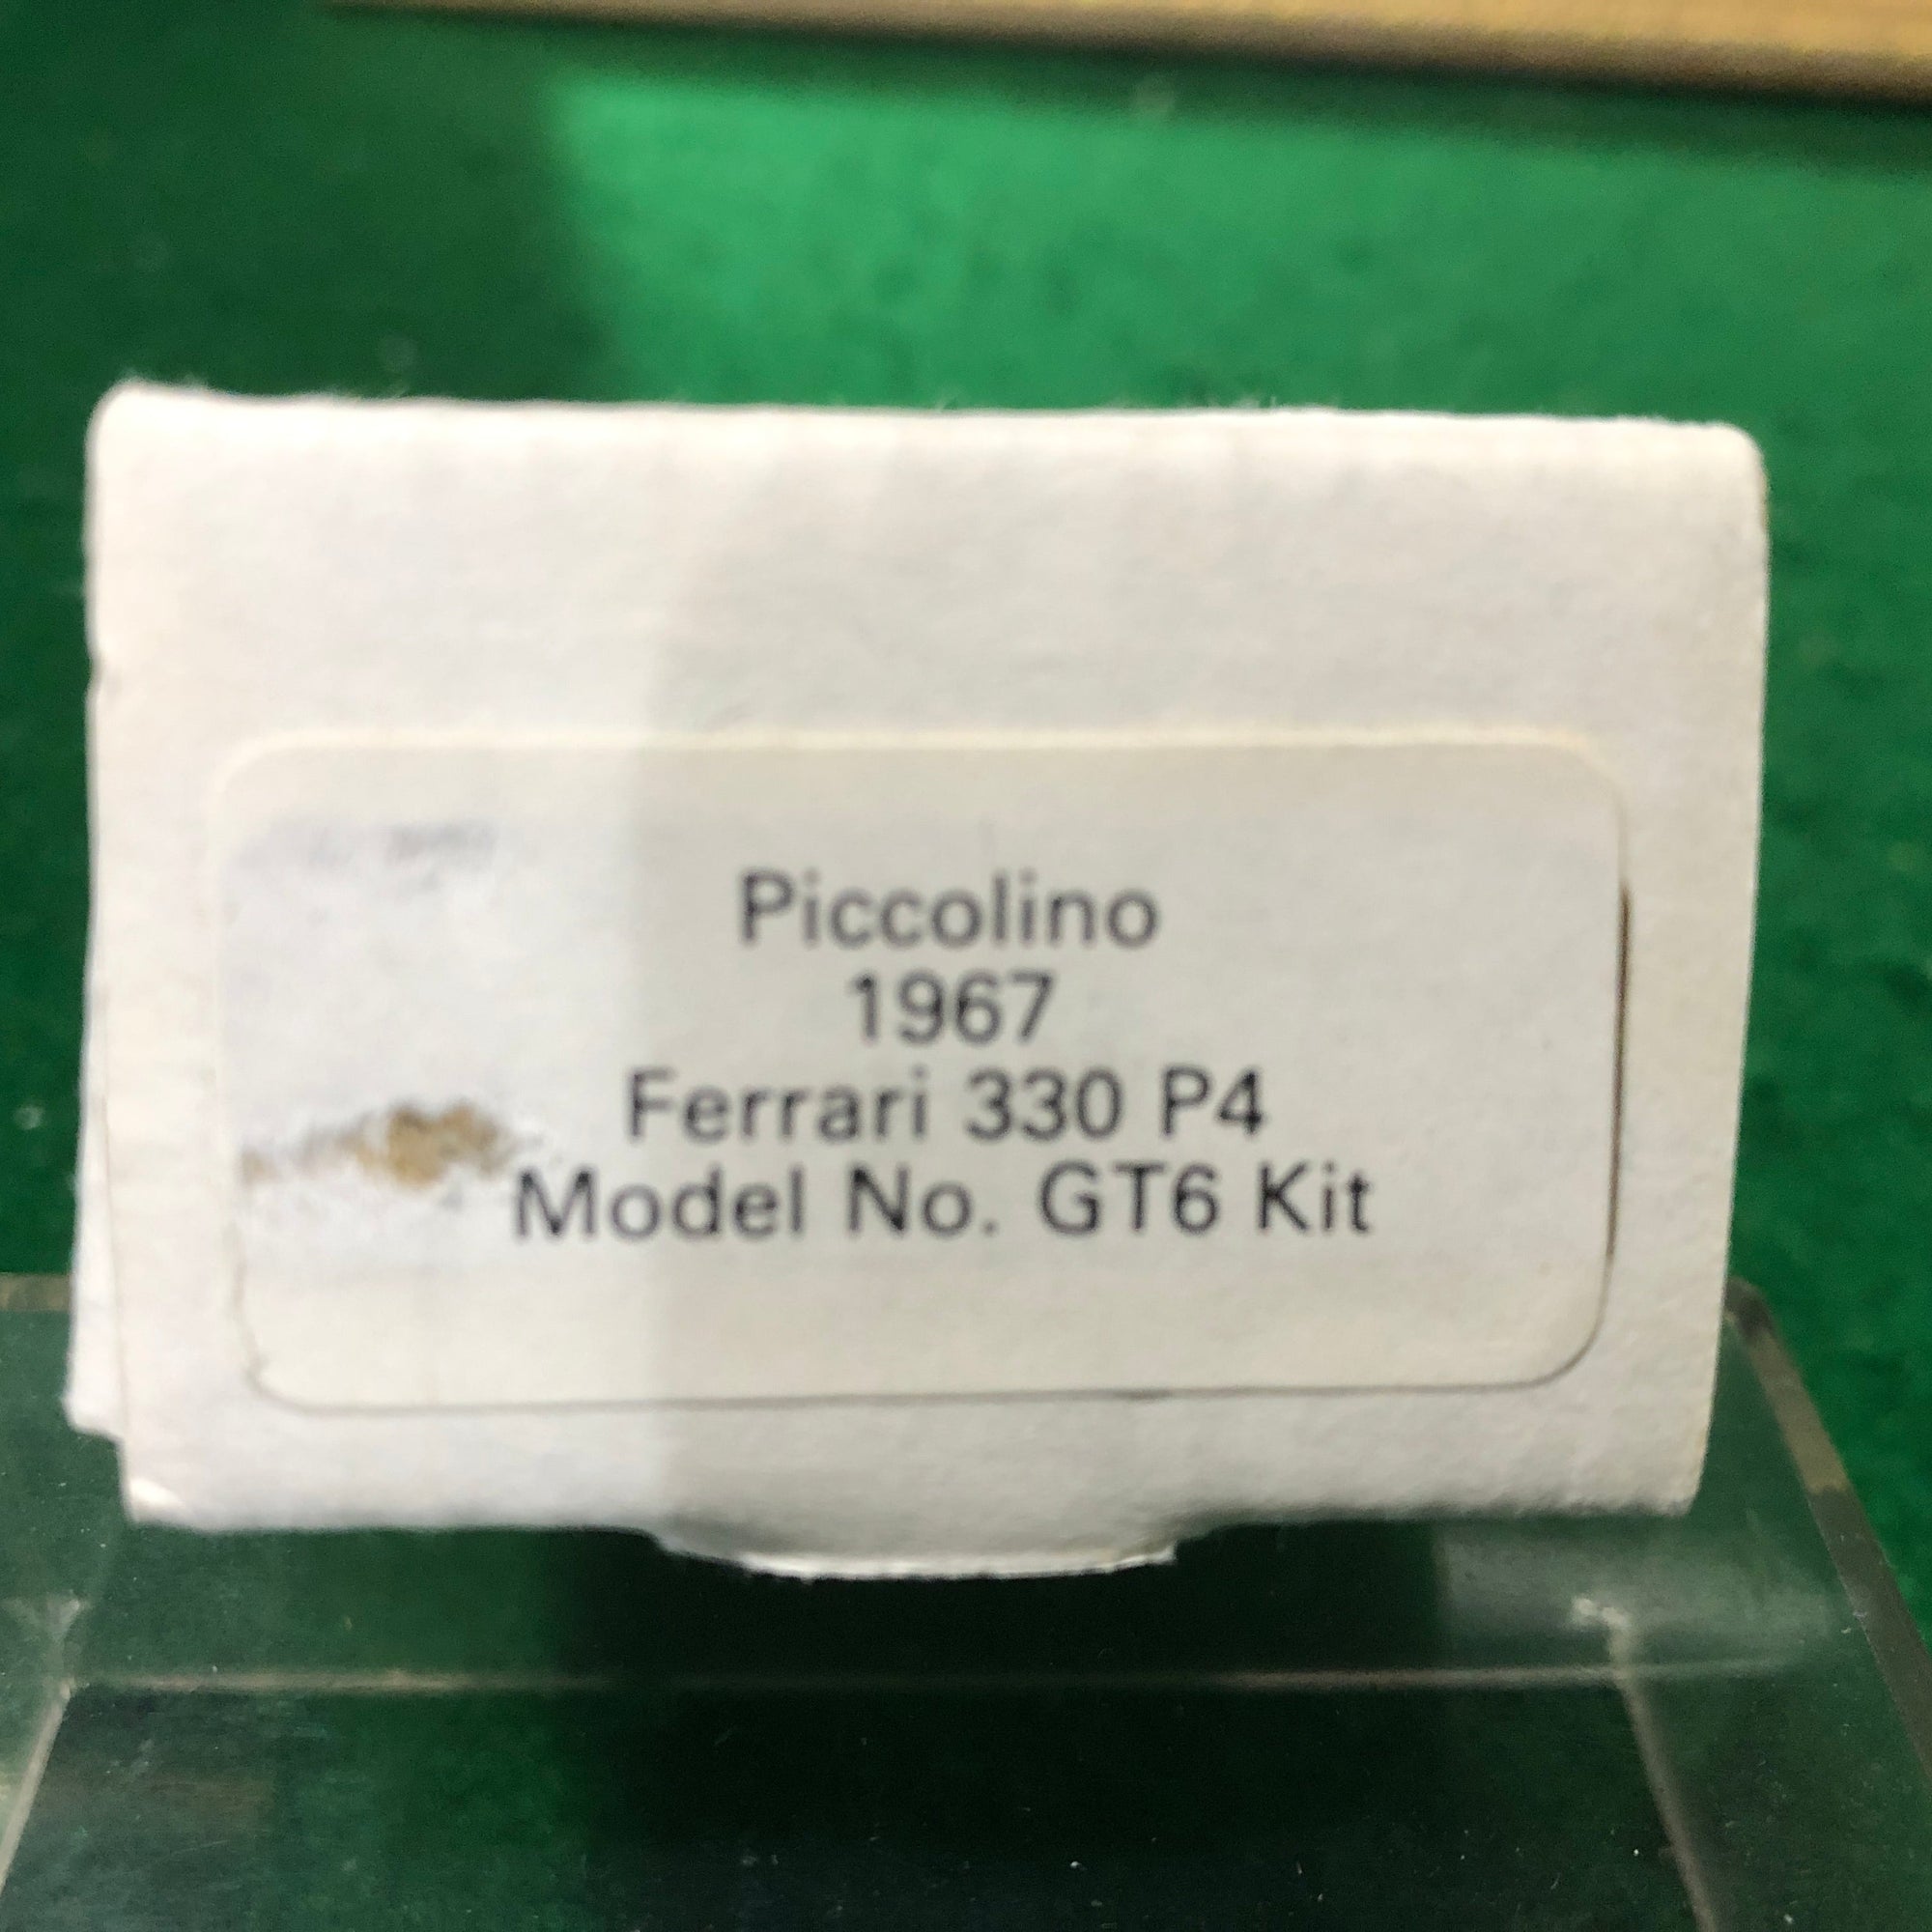 Piccolino
1967
Ferrari 330 P4
Model No. GT6 Kit